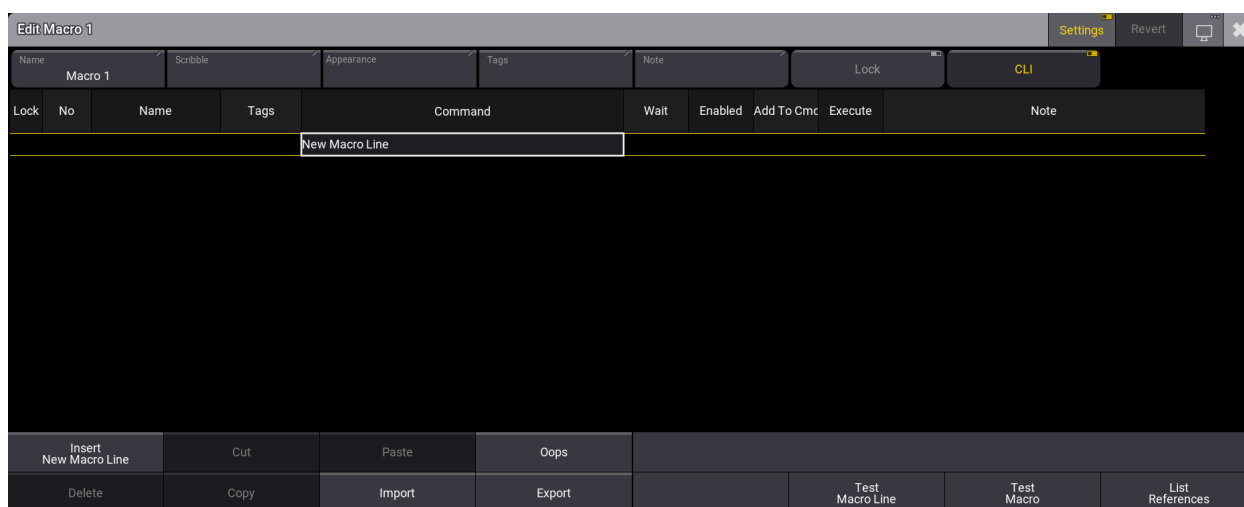 Edit Macro 1
Settings
Revert
Name
Macro 1
Scribble
Appearance
Tags
Note
Lock
CLI
Lock No Name Tags Command Wait Enabled Add To Cmd Execute Note
New Macro Line
Insert
New Macro Line
Cut
Paste
Oops
Delete
Copy
Import
Export
Test
Macro Line
Test
Macro
List
References